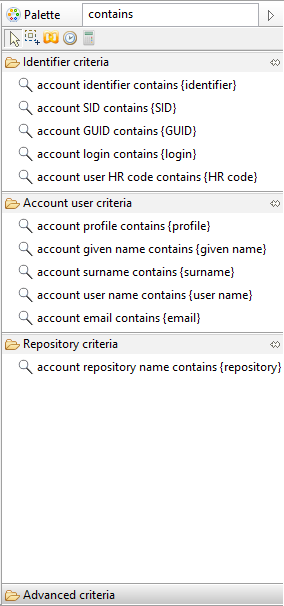 Palette contains
Identifier criteria
account identifier contains {identifier}
account SID contains {SID}
account GUID contains {GUID}
account login contains {login}
account user HR code contains {HR code}
Account user criteria
account profile contains {profile}
account given name contains {given name}
account surname contains {surname}
account user name contains {user name}
account email contains {email}
Repository criteria
account repository name contains {repository}
Advanced criteria